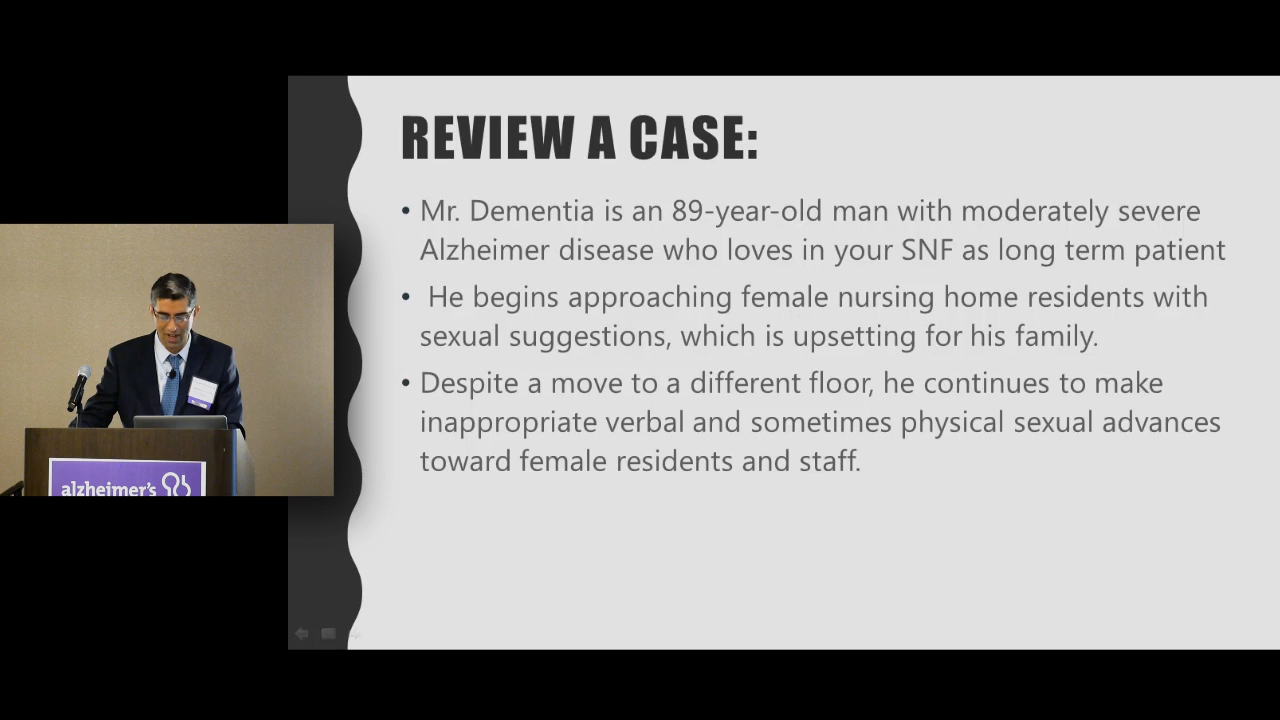 REVIEW A CASE:
• Mr. Dementia is an 89-year-old man with moderately severe
Alzheimer disease who loves in your SNF as long term patient
• He begins approaching female nursing home residents with
sexual suggestions, which is upsetting for his family.
• Despite a move to a different floor, he continues to make
inappropriate verbal and sometimes physical sexual advances
toward female residents and staff.
alzheimer's